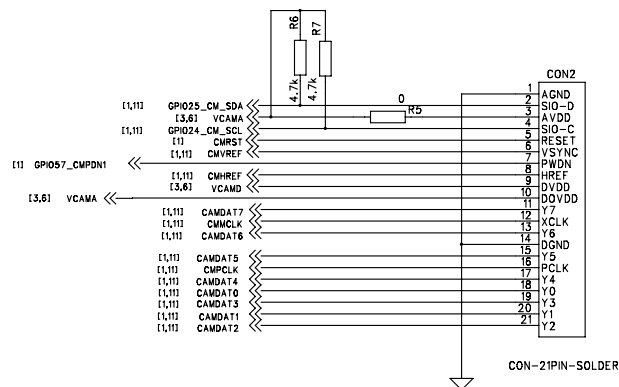 R6
R7
4.7k
4.7k
CON2
[1,11] GPIO25_CM_SDA
[3,6] VCAMA
0
R5
[1,11] GPIO24_CM_SCL
[1] CMRST
[1,11] CMVREF
[1] GPIO57_CMPDN1
[1,11] CMHREF
[3,6] VCAMD
[3,6] VCAMA
[1,11] CAMDAT7
[1,11] CMMCLK
[1,11] CAMDAT6
[1,11] CAMDAT5
[1,11] CMPCLK
[1,11] CAMDAT4
[1,11] CAMDAT0
[1,11] CAMDAT3
[1,11] CAMDAT1
[1,11] CAMDAT2
1 AGND
2 SIO-D
3 AVDD
4 SIO-C
5 RESET
6 VSYNC
7 PWDN
8 HREF
9 DVDD
10 DOVDD
11 Y7
12 XCLK
13 Y6
14 DGND
15 Y5
16 PCLK
17 Y4
18 Y0
19 Y3
20 Y1
21 Y2
CON-21PIN-SOLDER